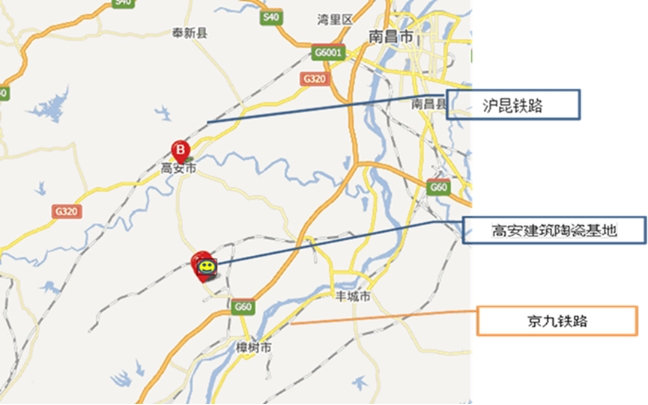 S40
S40
湾里区
奉新县
南昌市
G6001
G320
南昌县
沪昆铁路
B
高安市
G60
G320
高安建筑陶瓷基地
丰城市
G60
京九铁路
樟树市